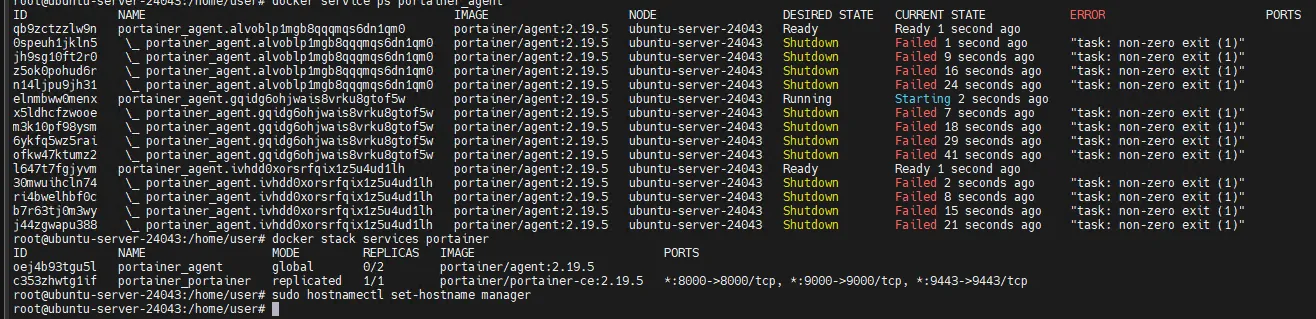 root@ubuntu-server-24043:/home/user# docker service ps portainer_agent
ID NAME IMAGE NODE DESIRED STATE CURRENT STATE ERROR PORTS
qb9zctzzlw9n portainer_agent.alvoblp1mgb8qqqmqs6dn1qm0 portainer/agent:2.19.5 ubuntu-server-24043 Ready Ready 1 second ago
0speuh1jkln5 \_ portainer_agent.alvoblp1mgb8qqqmqs6dn1qm0 portainer/agent:2.19.5 ubuntu-server-24043 Shutdown Failed 1 second ago "task: non-zero exit (1)"
jh9sg10ft2r0 \_ portainer_agent.alvoblp1mgb8qqqmqs6dn1qm0 portainer/agent:2.19.5 ubuntu-server-24043 Shutdown Failed 9 seconds ago "task: non-zero exit (1)"
z5ok0pohud6r \_ portainer_agent.alvoblp1mgb8qqqmqs6dn1qm0 portainer/agent:2.19.5 ubuntu-server-24043 Shutdown Failed 16 seconds ago "task: non-zero exit (1)"
n14ljpu9jh31 \_ portainer_agent.alvoblp1mgb8qqqmqs6dn1qm0 portainer/agent:2.19.5 ubuntu-server-24043 Shutdown Failed 24 seconds ago "task: non-zero exit (1)"
elnmbww0menx portainer_agent.gqidg6ohjwais8vrku8gtof5w portainer/agent:2.19.5 ubuntu-server-24043 Running Starting 2 seconds ago
x5ldhcfzwooe \_ portainer_agent.gqidg6ohjwais8vrku8gtof5w portainer/agent:2.19.5 ubuntu-server-24043 Shutdown Failed 7 seconds ago "task: non-zero exit (1)"
m3k10pf98ysm \_ portainer_agent.gqidg6ohjwais8vrku8gtof5w portainer/agent:2.19.5 ubuntu-server-24043 Shutdown Failed 18 seconds ago "task: non-zero exit (1)"
6ykfq5wz5rai \_ portainer_agent.gqidg6ohjwais8vrku8gtof5w portainer/agent:2.19.5 ubuntu-server-24043 Shutdown Failed 29 seconds ago "task: non-zero exit (1)"
ofkw47ktumz2 \_ portainer_agent.gqidg6ohjwais8vrku8gtof5w portainer/agent:2.19.5 ubuntu-server-24043 Shutdown Failed 41 seconds ago "task: non-zero exit (1)"
l647t7fgjyvm portainer_agent.ivhdd0xorsrfqix1z5u4ud1lh portainer/agent:2.19.5 ubuntu-server-24043 Ready Ready 1 second ago
30mwuihcln74 \_ portainer_agent.ivhdd0xorsrfqix1z5u4ud1lh portainer/agent:2.19.5 ubuntu-server-24043 Shutdown Failed 2 seconds ago "task: non-zero exit (1)"
ri4bwelhbf0c \_ portainer_agent.ivhdd0xorsrfqix1z5u4ud1lh portainer/agent:2.19.5 ubuntu-server-24043 Shutdown Failed 8 seconds ago "task: non-zero exit (1)"
b7r63tj0m3wy \_ portainer_agent.ivhdd0xorsrfqix1z5u4ud1lh portainer/agent:2.19.5 ubuntu-server-24043 Shutdown Failed 15 seconds ago "task: non-zero exit (1)"
j44zgwapu388 \_ portainer_agent.ivhdd0xorsrfqix1z5u4ud1lh portainer/agent:2.19.5 ubuntu-server-24043 Shutdown Failed 21 seconds ago "task: non-zero exit (1)"
root@ubuntu-server-24043:/home/user# docker stack services portainer
ID NAME MODE REPLICAS IMAGE PORTS
oej4b93tgu5l portainer_agent global 0/2 portainer/agent:2.19.5
c353zhwtg1if portainer_portainer replicated 1/1 portainer/portainer-ce:2.19.5 *:8000->8000/tcp, *:9000->9000/tcp, *:9443->9443/tcp
root@ubuntu-server-24043:/home/user# sudo hostnamectl set-hostname manager
root@ubuntu-server-24043:/home/user#